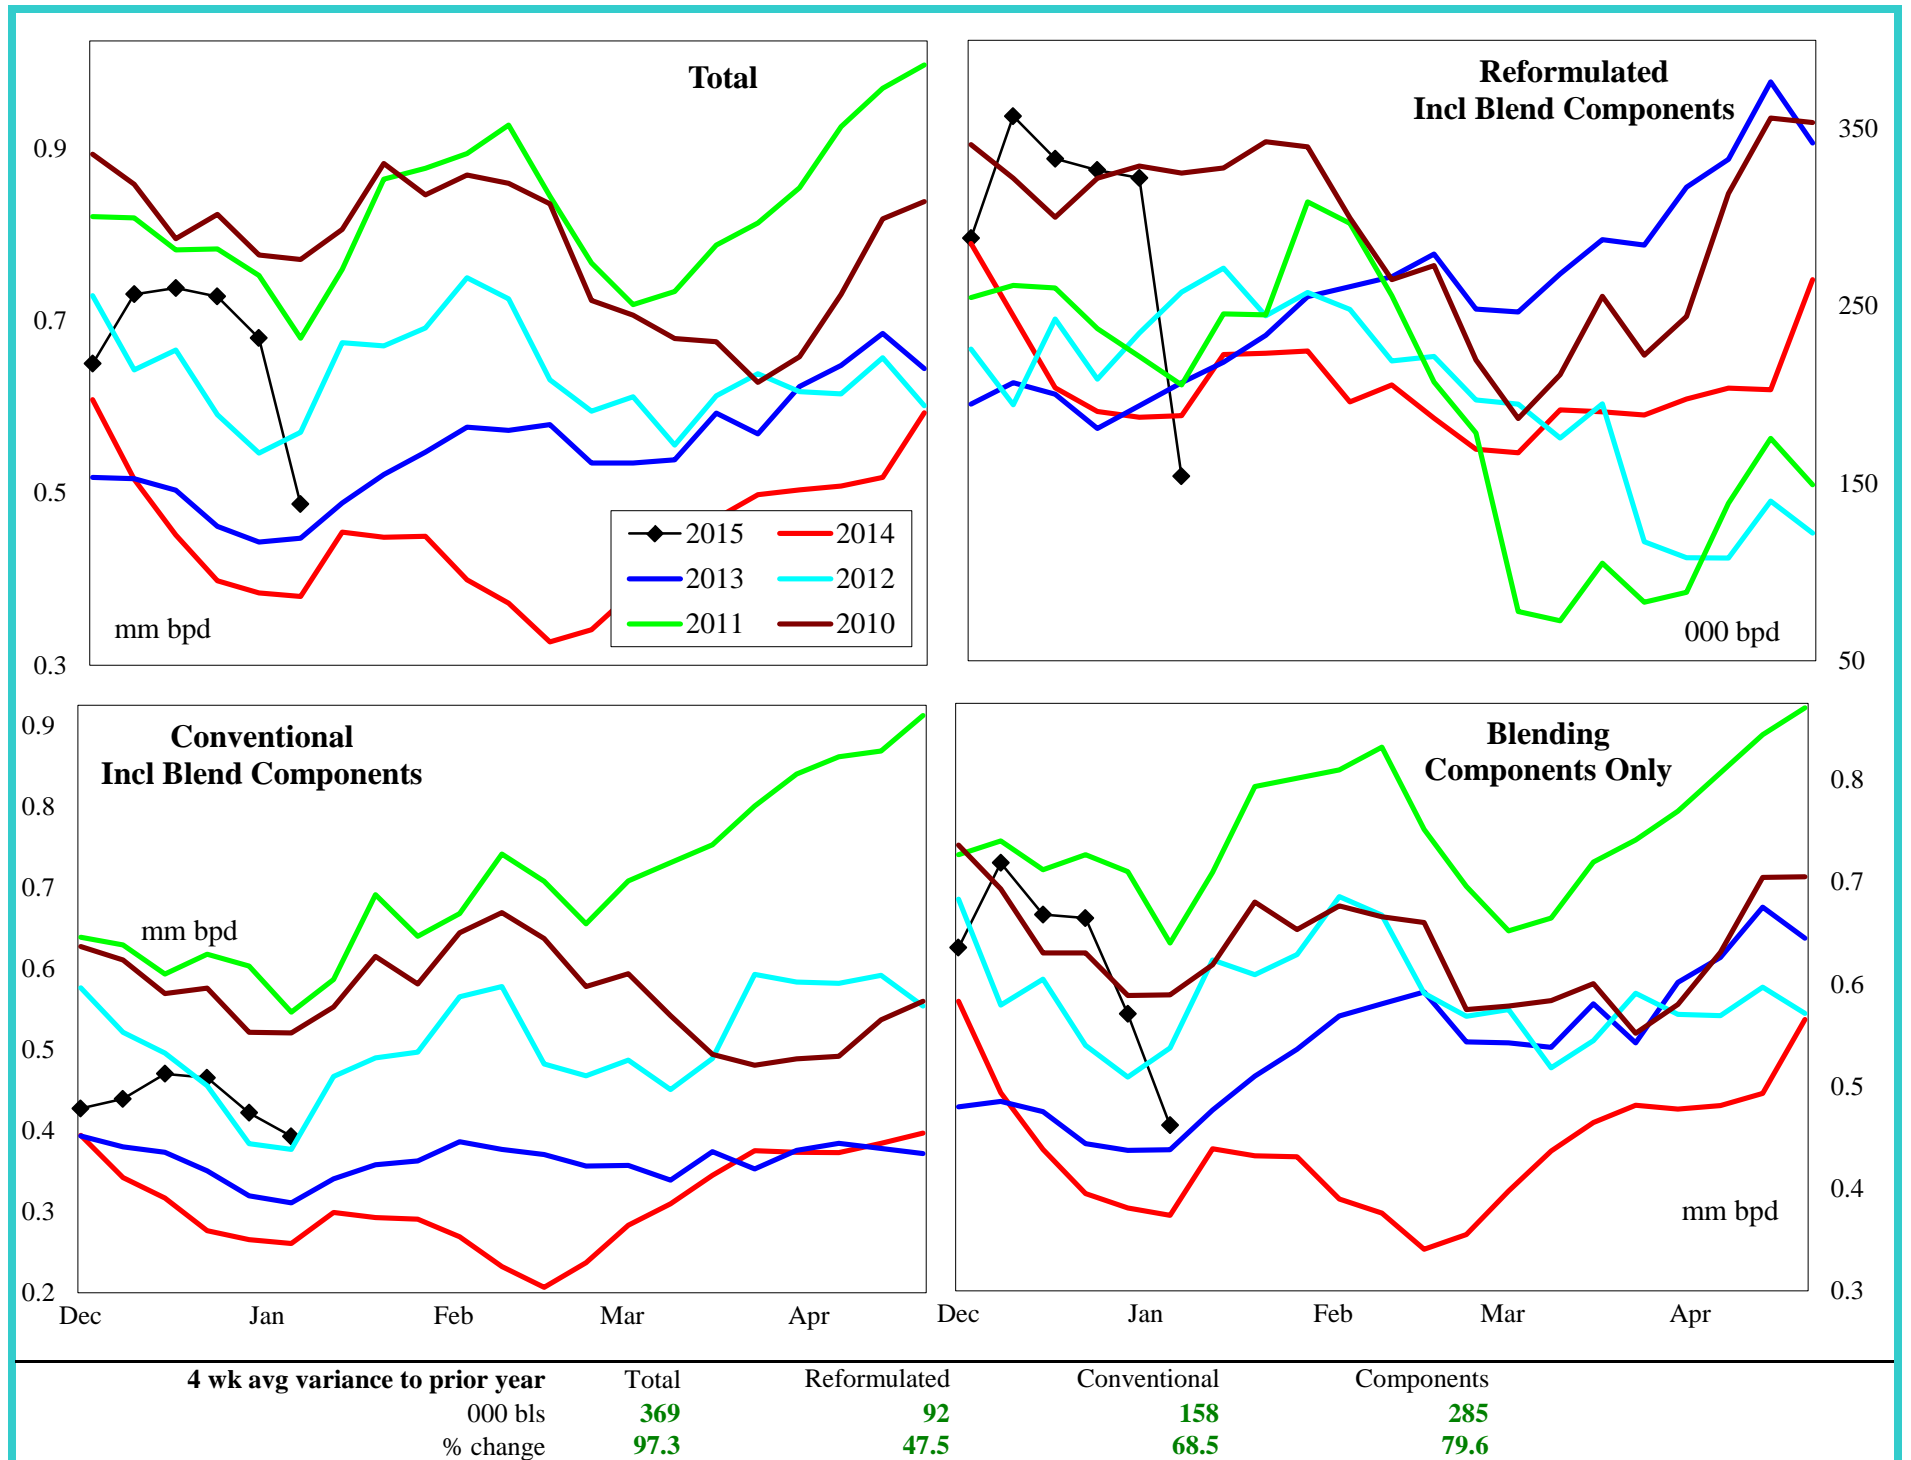 Total
0.9
0.7
0.5
0.3
mm bpd
2015 2014
2013 2012
2011 2010
Reformulated
Incl Blend Components
350
250
150
50
000 bpd
Conventional
Incl Blend Components
0.9
0.8
0.7
0.6
0.5
0.4
0.3
0.2
mm bpd
Dec Jan Feb Mar Apr
Blending
Components Only
0.8
0.7
0.6
0.5
0.4
0.3
mm bpd
Dec Jan Feb Mar Apr
4 wk avg variance to prior year Total Reformulated Conventional Components
000 bls 369 92 158 285
% change 97.3 47.5 68.5 79.6